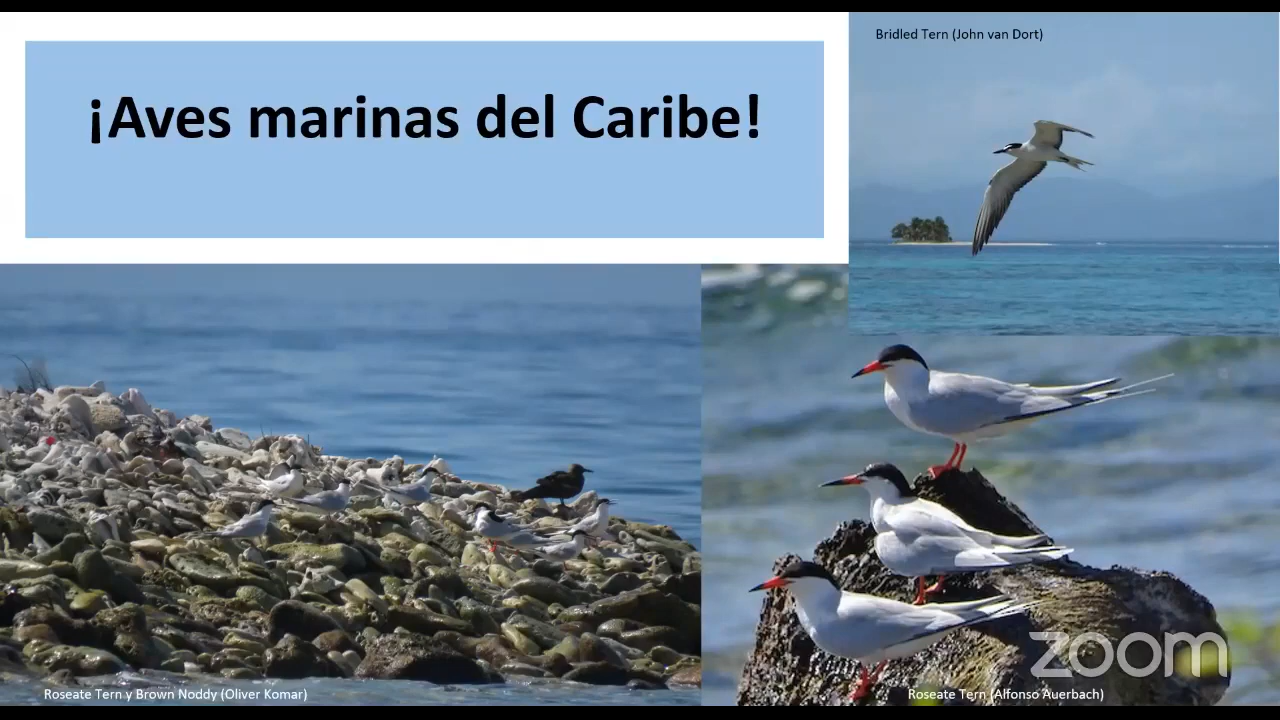 ¡Aves marinas del Caribe!
Bridled Tern (John van Dort)
Roseate Tern y Brown Noddy (Oliver Komar)
Roseate Tern (Alfonso Auerbach)
zoom